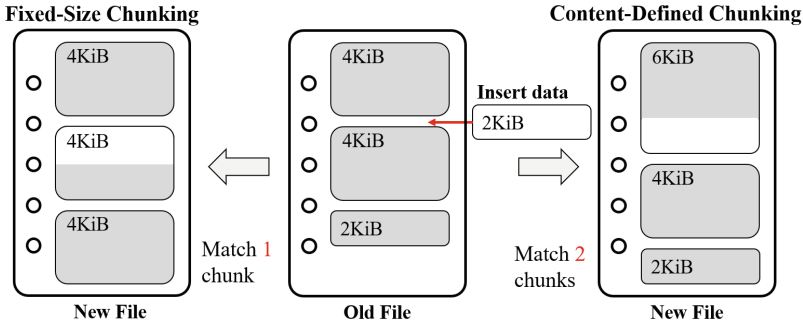 Fixed-Size Chunking
4KiB
4KiB
4KiB
Match 1
chunk
New File
4KiB
4KiB
2KiB
Old File
Insert data
2KiB
Match 2
chunks
Content-Defined Chunking
6KiB
4KiB
2KiB
New File